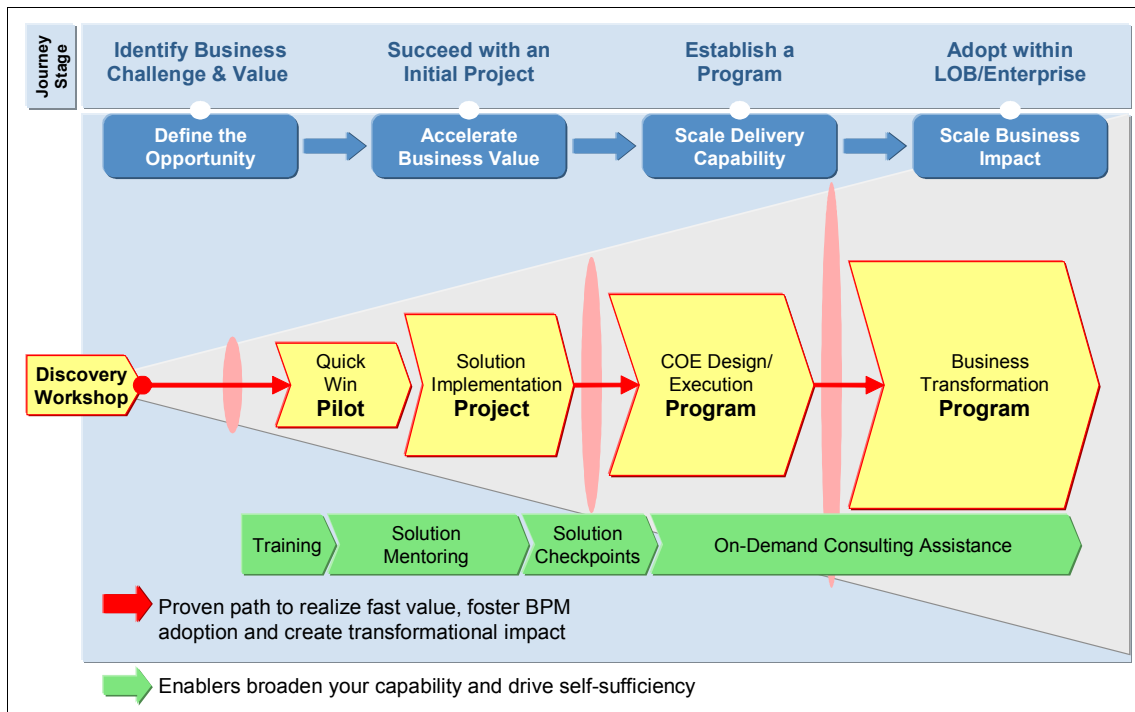 Journey
Stage
Identify Business
Challenge & Value
Succeed with an
Initial Project
Establish a
Program
Adopt within
LOB/Enterprise
Define the
Opportunity
Accelerate
Business Value
Scale Delivery
Capability
Scale Business
Impact
Discovery
Workshop
Quick
Win
Pilot
Solution
Implementation
Project
COE Design/
Execution
Program
Business
Transformation
Program
Training
Solution
Mentoring
Solution
Checkpoints
On-Demand Consulting Assistance
Proven path to realize fast value, foster BPM
adoption and create transformational impact
Enablers broaden your capability and drive self-sufficiency